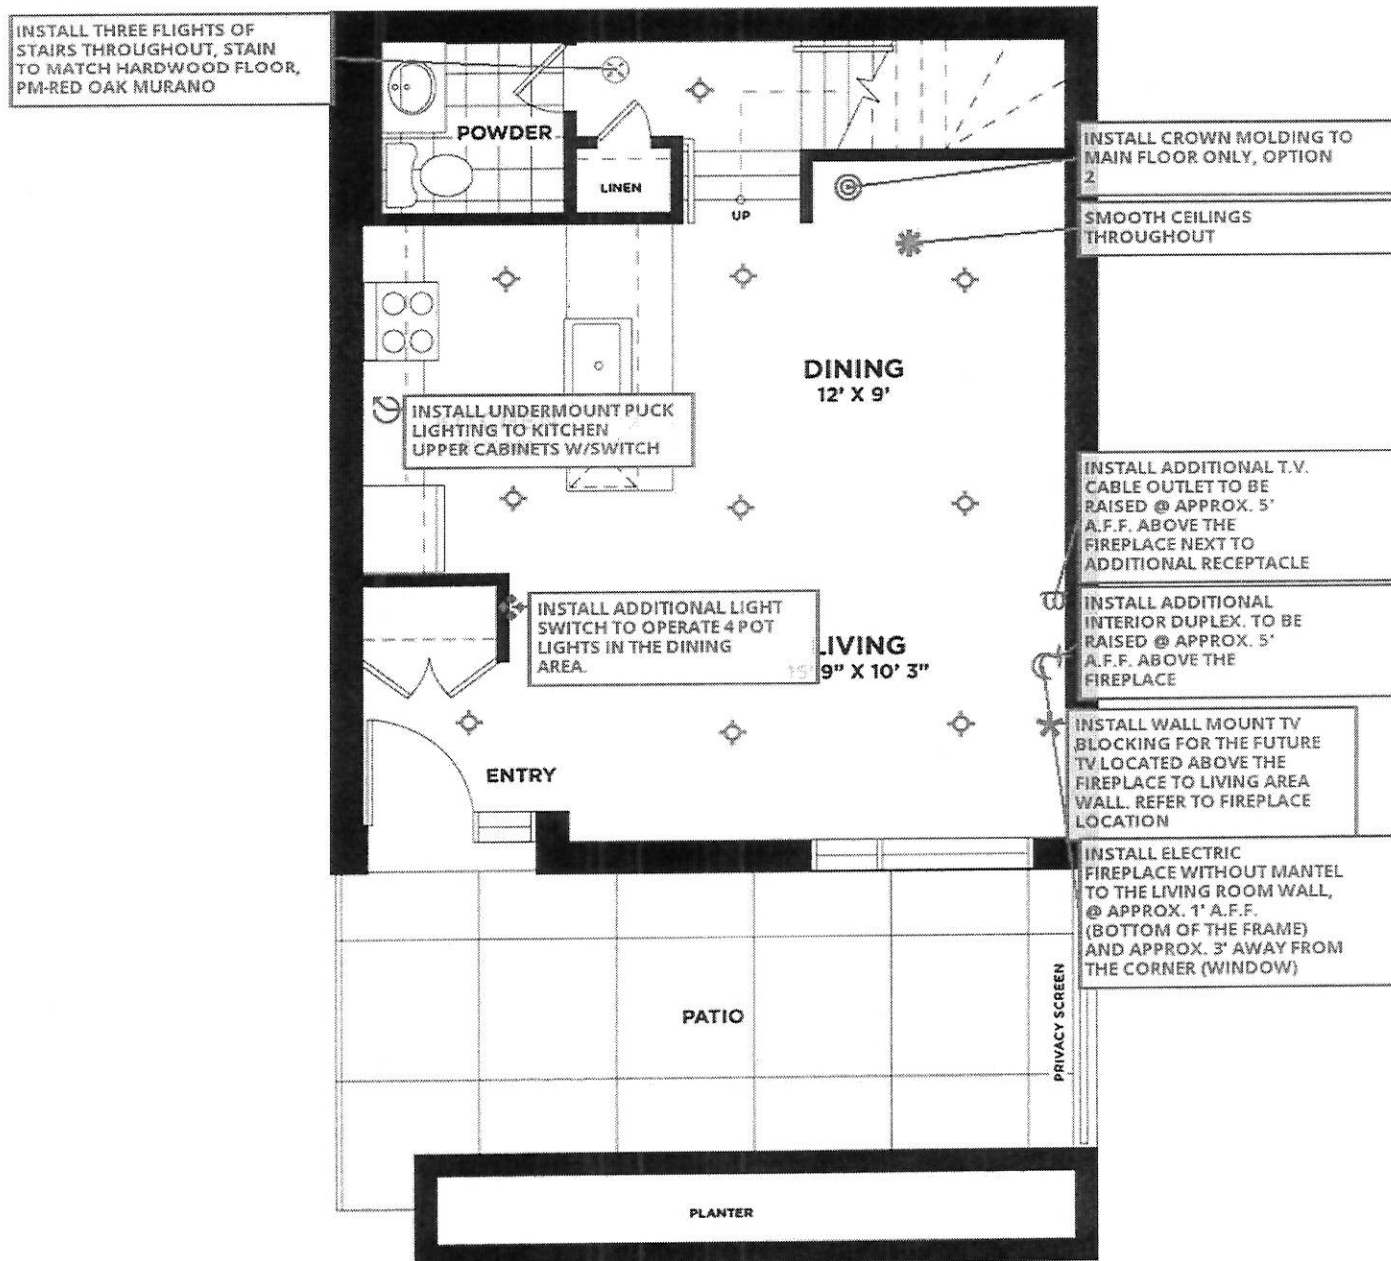 INSTALL THREE FLIGHTS OF
STAIRS THROUGHOUT, STAIN
TO MATCH HARDWOOD FLOOR,
PM-RED OAK MURANO
POWDER
LINEN
UP
INSTALL CROWN MOLDING TO
MAIN FLOOR ONLY, OPTION
2
SMOOTH CEILINGS
THROUGHOUT
DINING
12' X 9'
INSTALL UNDERMOUNT PUCK
LIGHTING TO KITCHEN
UPPER CABINETS W/SWITCH
INSTALL ADDITIONAL T.V.
CABLE OUTLET TO BE
RAISED @ APPROX. 5'
A.F.F. ABOVE THE
FIREPLACE NEXT TO
ADDITIONAL RECEPTACLE
INSTALL ADDITIONAL LIGHT
SWITCH TO OPERATE 4 POT
LIGHTS IN THE DINING
AREA.
LIVING
15' 9" X 10' 3"
INSTALL ADDITIONAL
INTERIOR DUPLEX. TO BE
RAISED @ APPROX. 5'
A.F.F. ABOVE THE
FIREPLACE
INSTALL WALL MOUNT TV
BLOCKING FOR THE FUTURE
TV LOCATED ABOVE THE
FIREPLACE TO LIVING AREA
WALL. REFER TO FIREPLACE
LOCATION
ENTRY
INSTALL ELECTRIC
FIREPLACE WITHOUT MANTEL
TO THE LIVING ROOM WALL,
@ APPROX. 1' A.F.F.
(BOTTOM OF THE FRAME)
AND APPROX. 3' AWAY FROM
THE CORNER (WINDOW)
PATIO
PRIVACY SCREEN
PLANTER